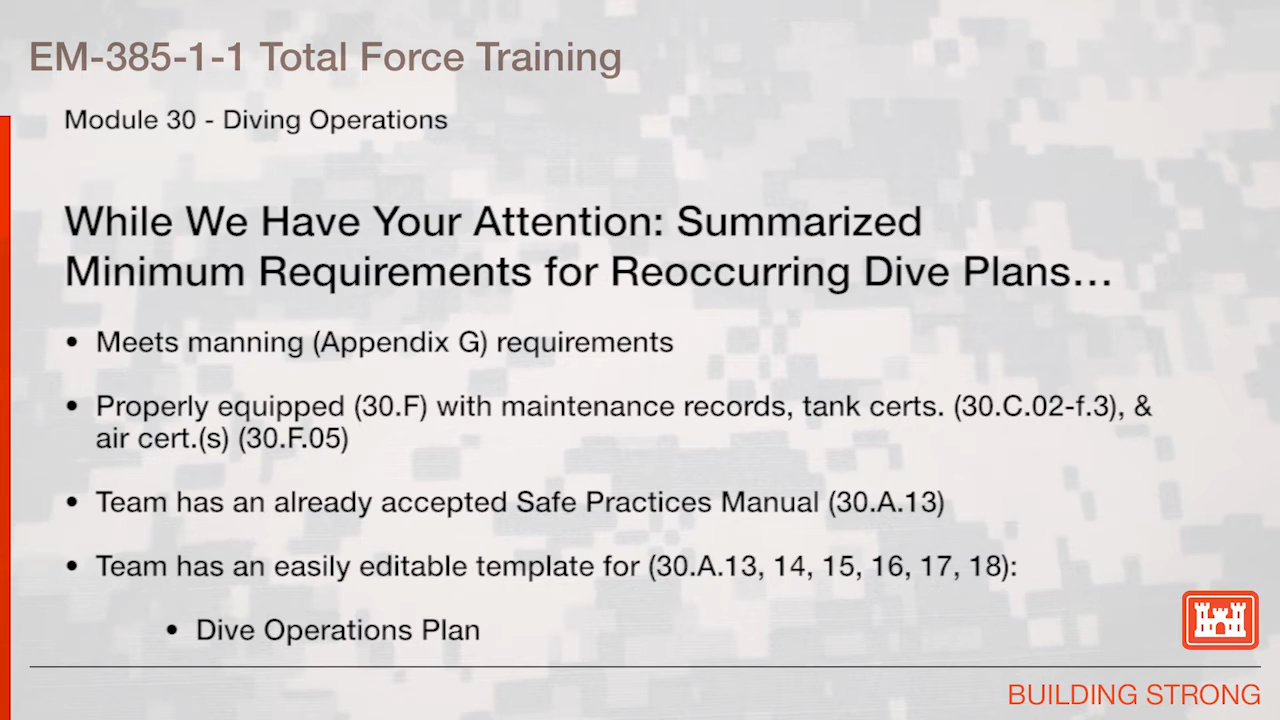 EM-385-1-1 Total Force Training
Module 30 - Diving Operations
While We Have Your Attention: Summarized
Minimum Requirements for Reoccurring Dive Plans...
• Meets manning (Appendix G) requirements
• Properly equipped (30.F) with maintenance records, tank certs. (30.C.02-f.3), &
air cert.(s) (30.F.05)
• Team has an already accepted Safe Practices Manual (30.A.13)
• Team has an easily editable template for (30.A.13, 14, 15, 16, 17, 18):
• Dive Operations Plan
BUILDING STRONG